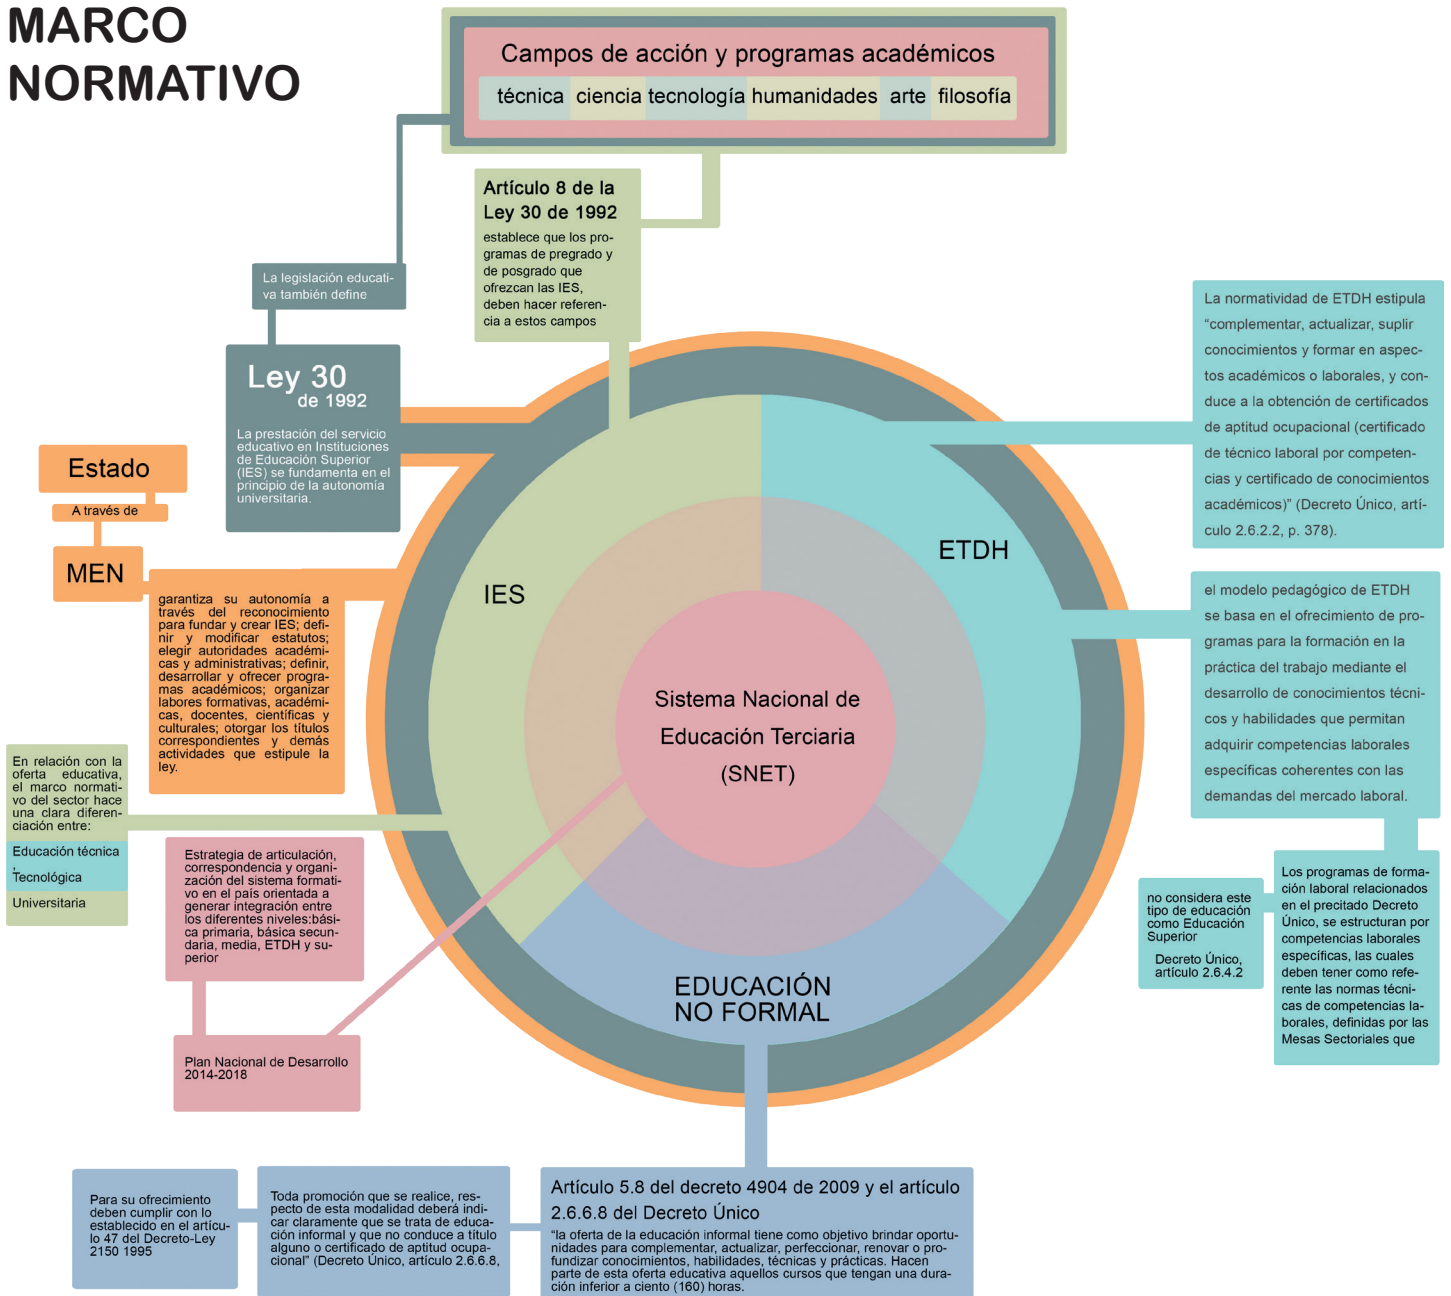 MARCO
NORMATIVO
Campos de acción y programas académicos
técnica ciencia tecnología humanidades arte filosofía
Artículo 8 de la
Ley 30 de 1992
establece que los pro-
gramas de pregrado y
de posgrado que
ofrezcan las IES,
deben hacer referen-
cia a estos campos
La legislación educati-
va también define
Ley 30
de 1992
La prestación del servicio
educativo en Instituciones
de Educación Superior
(IES) se fundamenta en el
principio de la autonomía
universitaria.
Estado
A través de
MEN
garantiza su autonomía a
través del reconocimiento
para fundar y crear IES; defi-
nir y modificar estatutos;
elegir autoridades académi-
cas y administrativas; definir,
desarrollar y ofrecer progra-
mas académicos; organizar
labores formativas, académi-
cas, docentes, científicas y
culturales; otorgar los títulos
correspondientes y demás
actividades que estipule la
ley.
En relación con la
oferta educativa,
el marco normati-
vo del sector hace
una clara diferen-
ciación entre:
Educación técnica
,
Tecnológica
Universitaria
Estrategia de articulación,
correspondencia y organi-
zación del sistema formati-
vo en el país orientada a
generar integración entre
los diferentes niveles:bási-
ca primaria, básica secun-
daria, media, ETDH y su-
perior
Plan Nacional de Desarrollo
2014-2018
IES
ETDH
Sistema Nacional de
Educación Terciaria
(SNET)
EDUCACIÓN
NO FORMAL
La normatividad de ETDH estipula
“complementar, actualizar, suplir
conocimientos y formar en aspec-
tos académicos o laborales, y con-
duce a la obtención de certificados
de aptitud ocupacional (certificado
de técnico laboral por competen-
cias y certificado de conocimientos
académicos)” (Decreto Único, artí-
culo 2.6.2.2, p. 378).
el modelo pedagógico de ETDH
se basa en el ofrecimiento de pro-
gramas para la formación en la
práctica del trabajo mediante el
desarrollo de conocimientos técni-
cos y habilidades que permitan
adquirir competencias laborales
específicas coherentes con las
demandas del mercado laboral.
Los programas de forma-
ción laboral relacionados
en el precitado Decreto
Único, se estructuran por
competencias laborales
específicas, las cuales
deben tener como refe-
rente las normas técni-
cas de competencias la-
borales, definidas por las
Mesas Sectoriales que
no considera este
tipo de educación
como Educación
Superior
Decreto Único,
artículo 2.6.4.2
Artículo 5.8 del decreto 4904 de 2009 y el artículo
2.6.6.8 del Decreto Único
“la oferta de la educación informal tiene como objetivo brindar oportu-
nidades para complementar, actualizar, perfeccionar, renovar o pro-
fundizar conocimientos, habilidades, técnicas y prácticas. Hacen
parte de esta oferta educativa aquellos cursos que tengan una dura-
ción inferior a ciento (160) horas.
Toda promoción que se realice, res-
pecto de esta modalidad deberá indi-
car claramente que se trata de educa-
ción informal y que no conduce a título
alguno o certificado de aptitud ocupa-
cional” (Decreto Único, artículo 2.6.6.8,
Para su ofrecimiento
deben cumplir con lo
establecido en el artícu-
lo 47 del Decreto-Ley
2150 1995